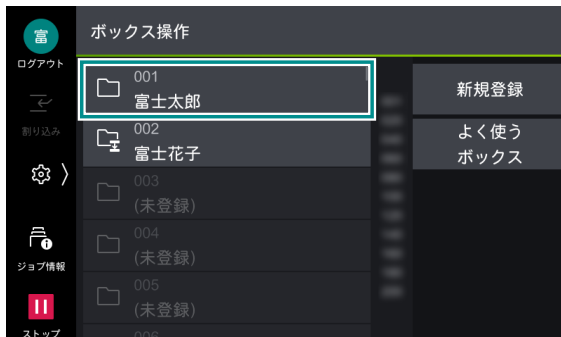 富
ログアウト
割り込み
ジョブ情報
ストップ
ボックス操作
001
富士太郎
002
富士花子
003
(未登録)
004
(未登録)
005
(未登録)
006
新規登録
よく使う
ボックス